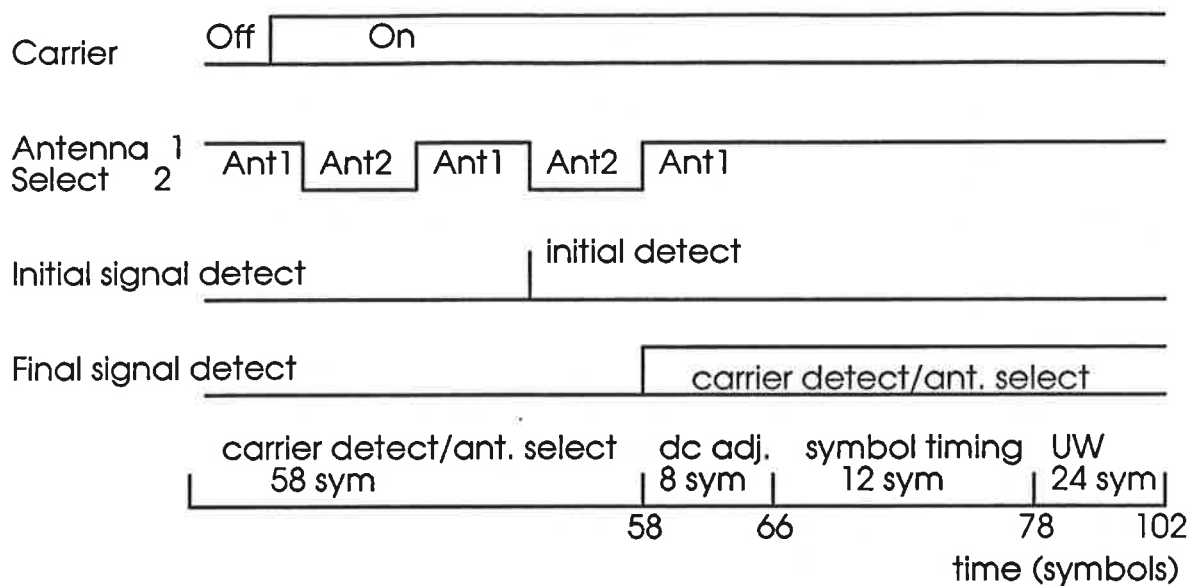 Carrier
Off
On
Antenna 1
Select 2
Ant1
Ant2
Ant1
Ant2
Ant1
Initial signal detect
initial detect
Final signal detect
carrier detect/ant. select
carrier detect/ant. select
58 sym
dc adj.
8 sym
symbol timing
12 sym
UW
24 sym
58
66
78
102
time (symbols)